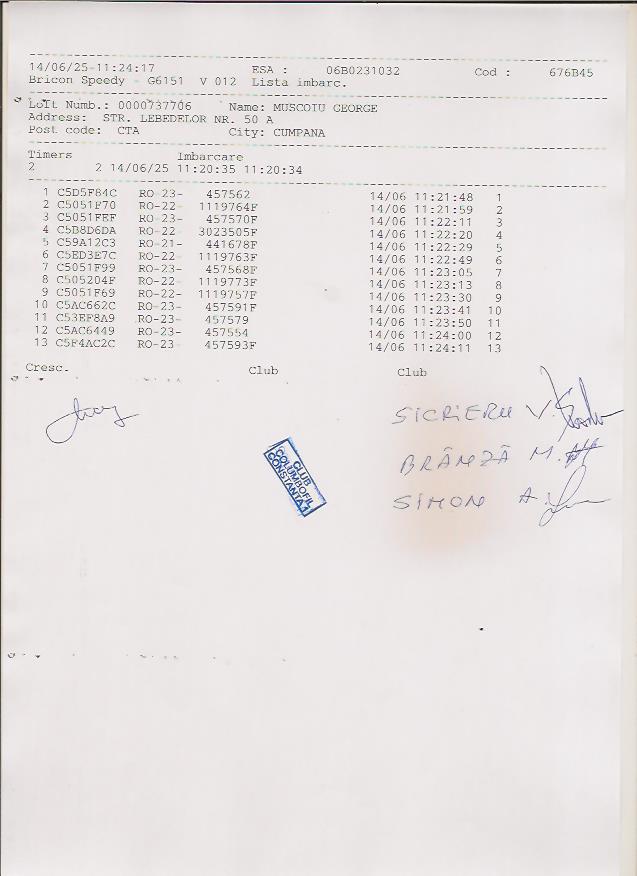 14/06/25-11:24:17 ESA : 06B0231032 Cod : 676B45
Bricon Speedy - G6151 V 012 Lista imbarc.
Loft Numb.: 0000737706 Name: MUSCOIU GEORGE
Address: STR. LEBEDELOR NR. 50 A
Post code: CTA City: CUMPANA
Timers Imbarcare
2 2 14/06/25 11:20:35 11:20:34
1 C5D5F84C RO-23- 457562 14/06 11:21:48 1
2 C5051F70 RO-22- 1119764F 14/06 11:21:59 2
3 C5051FEF RO-23- 457570F 14/06 11:22:11 3
4 C5B8D6DA RO-22- 3023505F 14/06 11:22:20 4
5 C59A12C3 RO-21- 441678F 14/06 11:22:29 5
6 C5ED3E7C RO-22- 1119763F 14/06 11:22:49 6
7 C5051F99 RO-23- 457568F 14/06 11:23:05 7
8 C505204F RO-22- 1119773F 14/06 11:23:13 8
9 C5051F69 RO-22- 1119757F 14/06 11:23:30 9
10 C5AC662C RO-23- 457591F 14/06 11:23:41 10
11 C53EF8A9 RO-23- 457579 14/06 11:23:50 11
12 C5AC6449 RO-23- 457554 14/06 11:24:00 12
13 C5F4AC2C RO-23- 457593F 14/06 11:24:11 13
Cresc. Club Club
SICRIERU V.
BRÂNZĂ M.
SIMON A.
CLUB
COLUMBOFIL
CONSTANTA 1